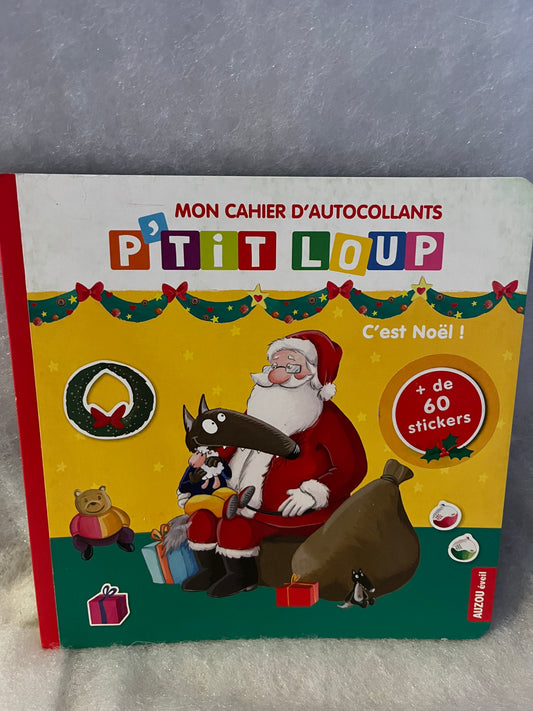 MON CAHIER D'AUTOCOLLANTS
P'TiT LOUP
C'est Noël !
+ de
60
stickers
AUZOU éveil